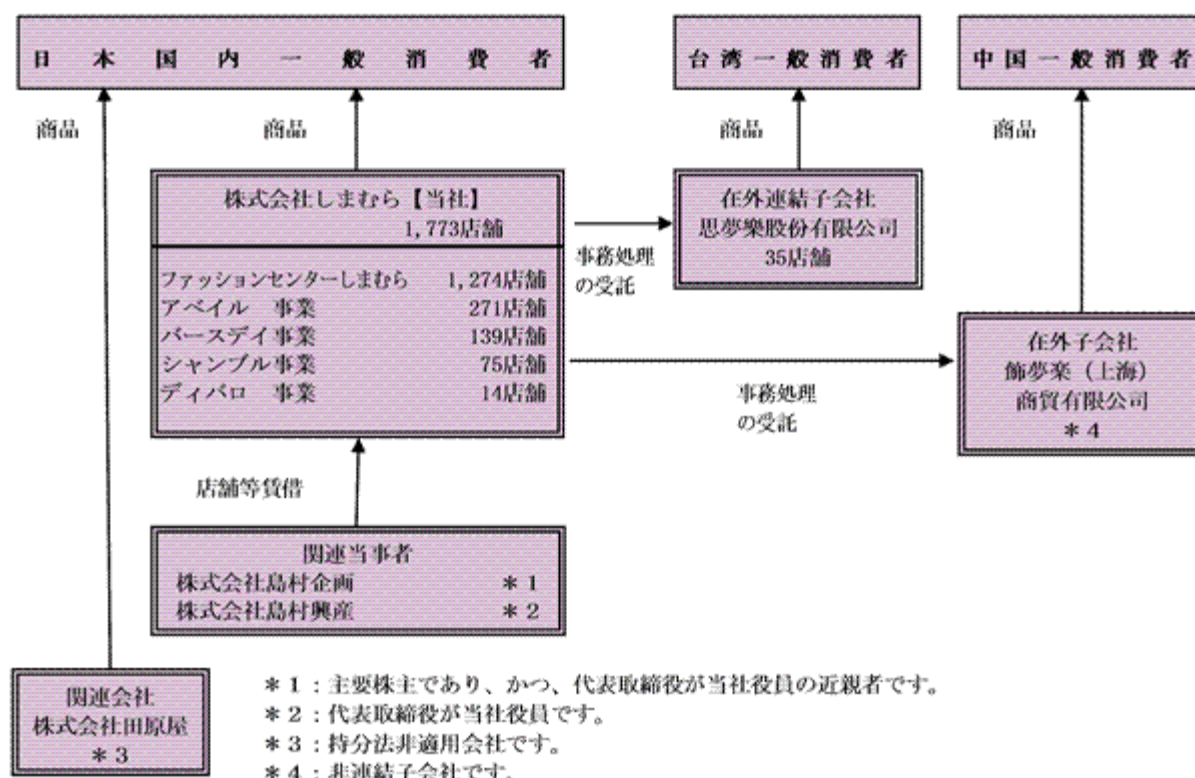 日本国内一般消費者
台湾一般消費者
中国一般消費者
商品
商品
商品
商品
株式会社しまむら【当社】
1,773店舗
ファッションセンターしまむら 1,274店舗
アベイル 事業 271店舗
バースデイ事業 139店舗
シャンブル事業 75店舗
ディバロ 事業 14店舗
事務処理
の受託
在外連結子会社
思夢樂股份有限公司
35店舗
事務処理
の受託
在外子会社
飾夢楽（上海）
商貿有限公司
＊4
店舗等賃借
関連当事者
株式会社島村企画 ＊1
株式会社島村興産 ＊2
関連会社
株式会社田原屋
＊3
＊1：主要株主であり、かつ、代表取締役が当社役員の近親者です。
＊2：代表取締役が当社役員です。
＊3：持分法非適用会社です。
＊4：非連結子会社です。